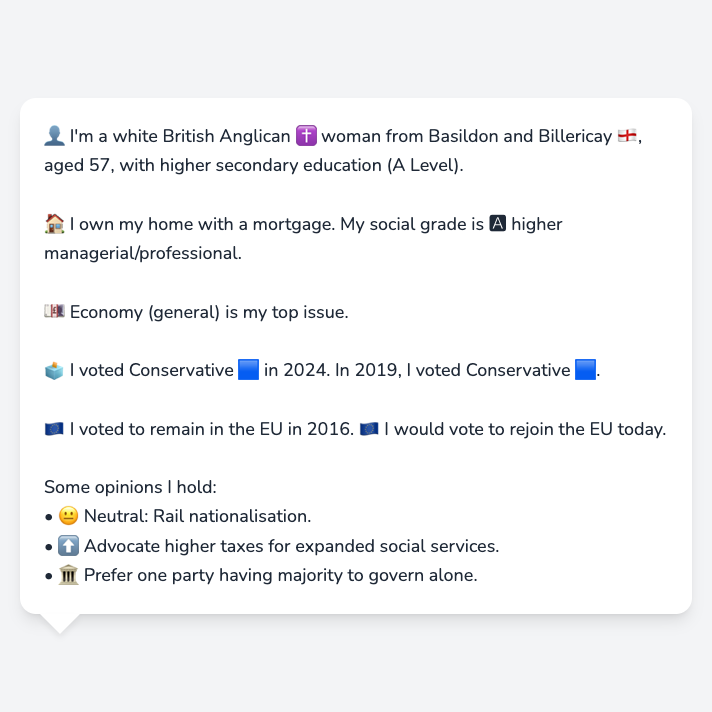 👤 I'm a white British Anglican ✝️ woman from Basildon and Billericay 🏴󠁧󠁢󠁥󠁮󠁧󠁿,
aged 57, with higher secondary education (A Level).
🏠 I own my home with a mortgage. My social grade is 🅰 higher
managerial/professional.
💷 Economy (general) is my top issue.
🗳️ I voted Conservative 🟦 in 2024. In 2019, I voted Conservative 🟦.
🇪🇺 I voted to remain in the EU in 2016. 🇪🇺 I would vote to rejoin the EU today.
Some opinions I hold:
• 😐 Neutral: Rail nationalisation.
• ⬆️ Advocate higher taxes for expanded social services.
• 🏛️ Prefer one party having majority to govern alone.